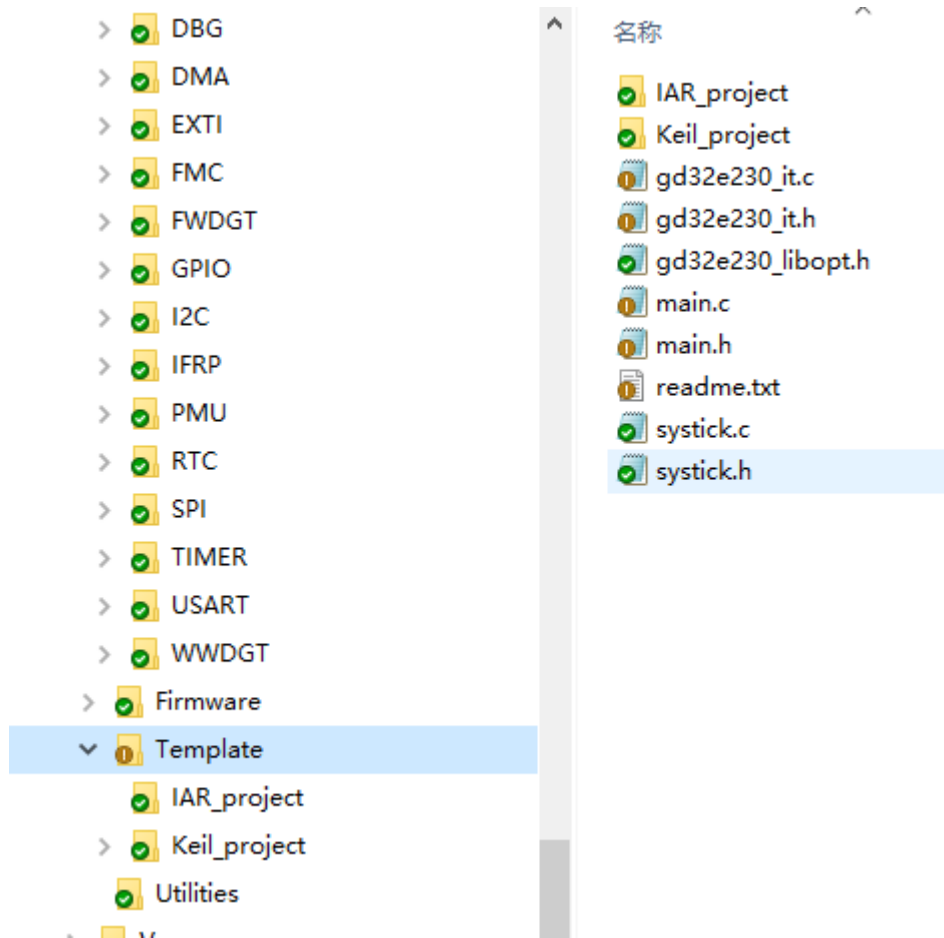 DBG
DMA
EXTI
FMC
FWDGT
GPIO
I2C
IFRP
PMU
RTC
SPI
TIMER
USART
WWDGT
Firmware
Template
IAR_project
Keil_project
Utilities
名称
IAR_project
Keil_project
gd32e230_it.c
gd32e230_it.h
gd32e230_libopt.h
main.c
main.h
readme.txt
systick.c
systick.h